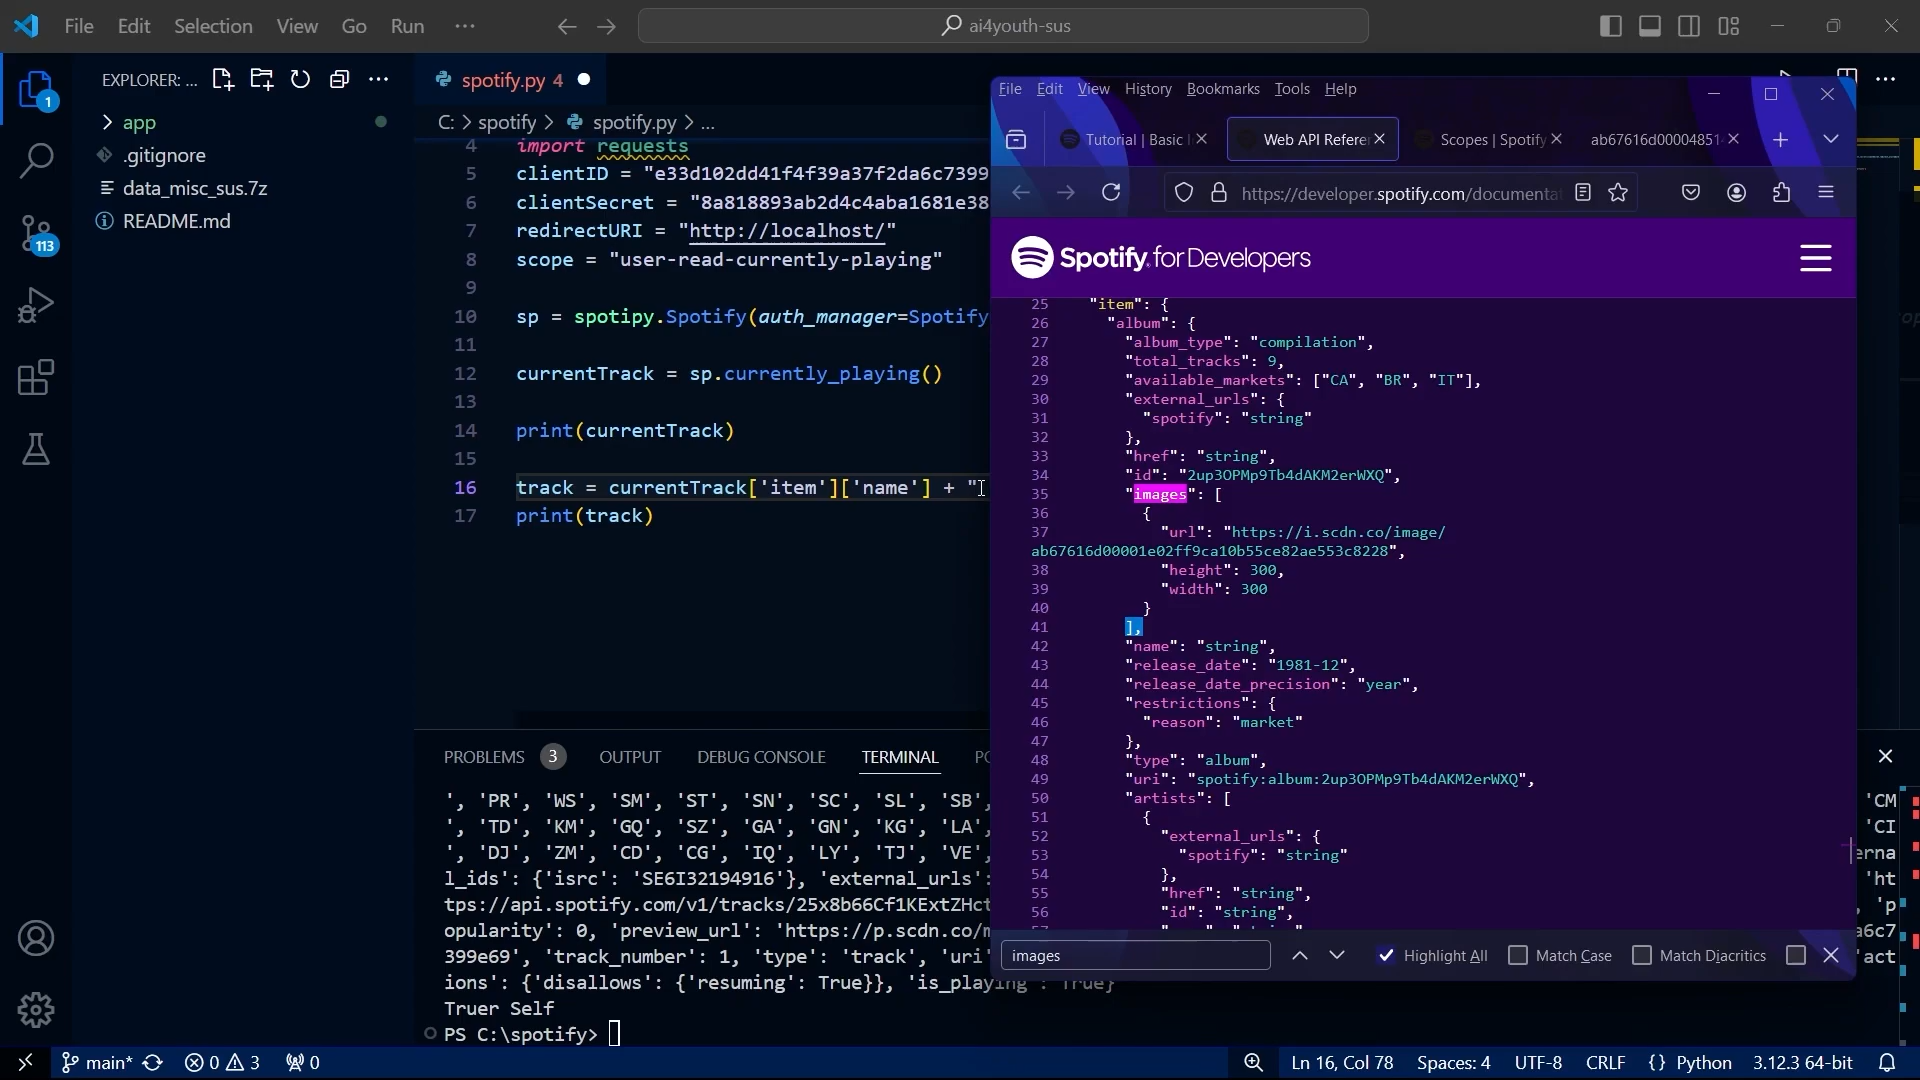 File Edit Selection View Go Run ···
ai4youth-sus
EXPLORER: ...
1
113
app
.gitignore
data_misc_sus.7z
README.md
spotify.py 4
C: > spotify > spotify.py > ...
4 import requests
5 clientID = "e33d102dd41f4f39a37f2da6c7399
6 clientSecret = "8a818893ab2d4c4aba1681e38
7 redirectURI = "http://localhost/"
8 scope = "user-read-currently-playing"
9
10 sp = spotipy.Spotify(auth_manager=Spotify
11
12 currentTrack = sp.currently_playing()
13
14 print(currentTrack)
15
16 track = currentTrack['item']['name'] + "
17 print(track)
File Edit View History Bookmarks Tools Help
Tutorial | Basic
Web API Refere
Scopes | Spotify
ab67616d00004851
https://developer.spotify.com/documentat
Spotify for Developers
25 "item": {
26 "album": {
27 "album_type": "compilation",
28 "total_tracks": 9,
29 "available_markets": ["CA", "BR", "IT"],
30 "external_urls": {
31 "spotify": "string"
32 },
33 "href": "string",
34 "id": "2up3OPMp9Tb4dAKM2erWXQ",
35 "images": [
36 {
37 "url": "https://i.scdn.co/image/
ab67616d00001e02ff9ca10b55ce82ae553c8228",
38 "height": 300,
39 "width": 300
40 }
41 ],
42 "name": "string",
43 "release_date": "1981-12",
44 "release_date_precision": "year",
45 "restrictions": {
46 "reason": "market"
47 },
48 "type": "album",
49 "uri": "spotify:album:2up3OPMp9Tb4dAKM2erWXQ",
50 "artists": [
51 {
52 "external_urls": {
53 "spotify": "string"
54 },
55 "href": "string",
56 "id": "string",
images
Highlight All
Match Case
Match Diacritics
PROBLEMS 3 OUTPUT DEBUG CONSOLE TERMINAL
', 'PR', 'WS', 'SM', 'ST', 'SN', 'SC', 'SL', 'SB', 'CM
', 'TD', 'KM', 'GQ', 'SZ', 'GA', 'GN', 'KG', 'LA', 'CI
', 'DJ', 'ZM', 'CD', 'CG', 'IQ', 'LY', 'TJ', 'VE', erna
l_ids': {'isrc': 'SE6I32194916'}, 'external_urls': 'ht
tps://api.spotify.com/v1/tracks/25x8b66Cf1KExtZHct , 'p
opularity': 0, 'preview_url': 'https://p.scdn.co/m a6c7
399e69', 'track_number': 1, 'type': 'track', 'uri' 'act
ions': {'disallows': {'resuming': True}}, 'is_playing': True}
Truer Self
PS C:\spotify>
main* 0 3 0
Ln 16, Col 78 Spaces: 4 UTF-8 CRLF {} Python 3.12.3 64-bit